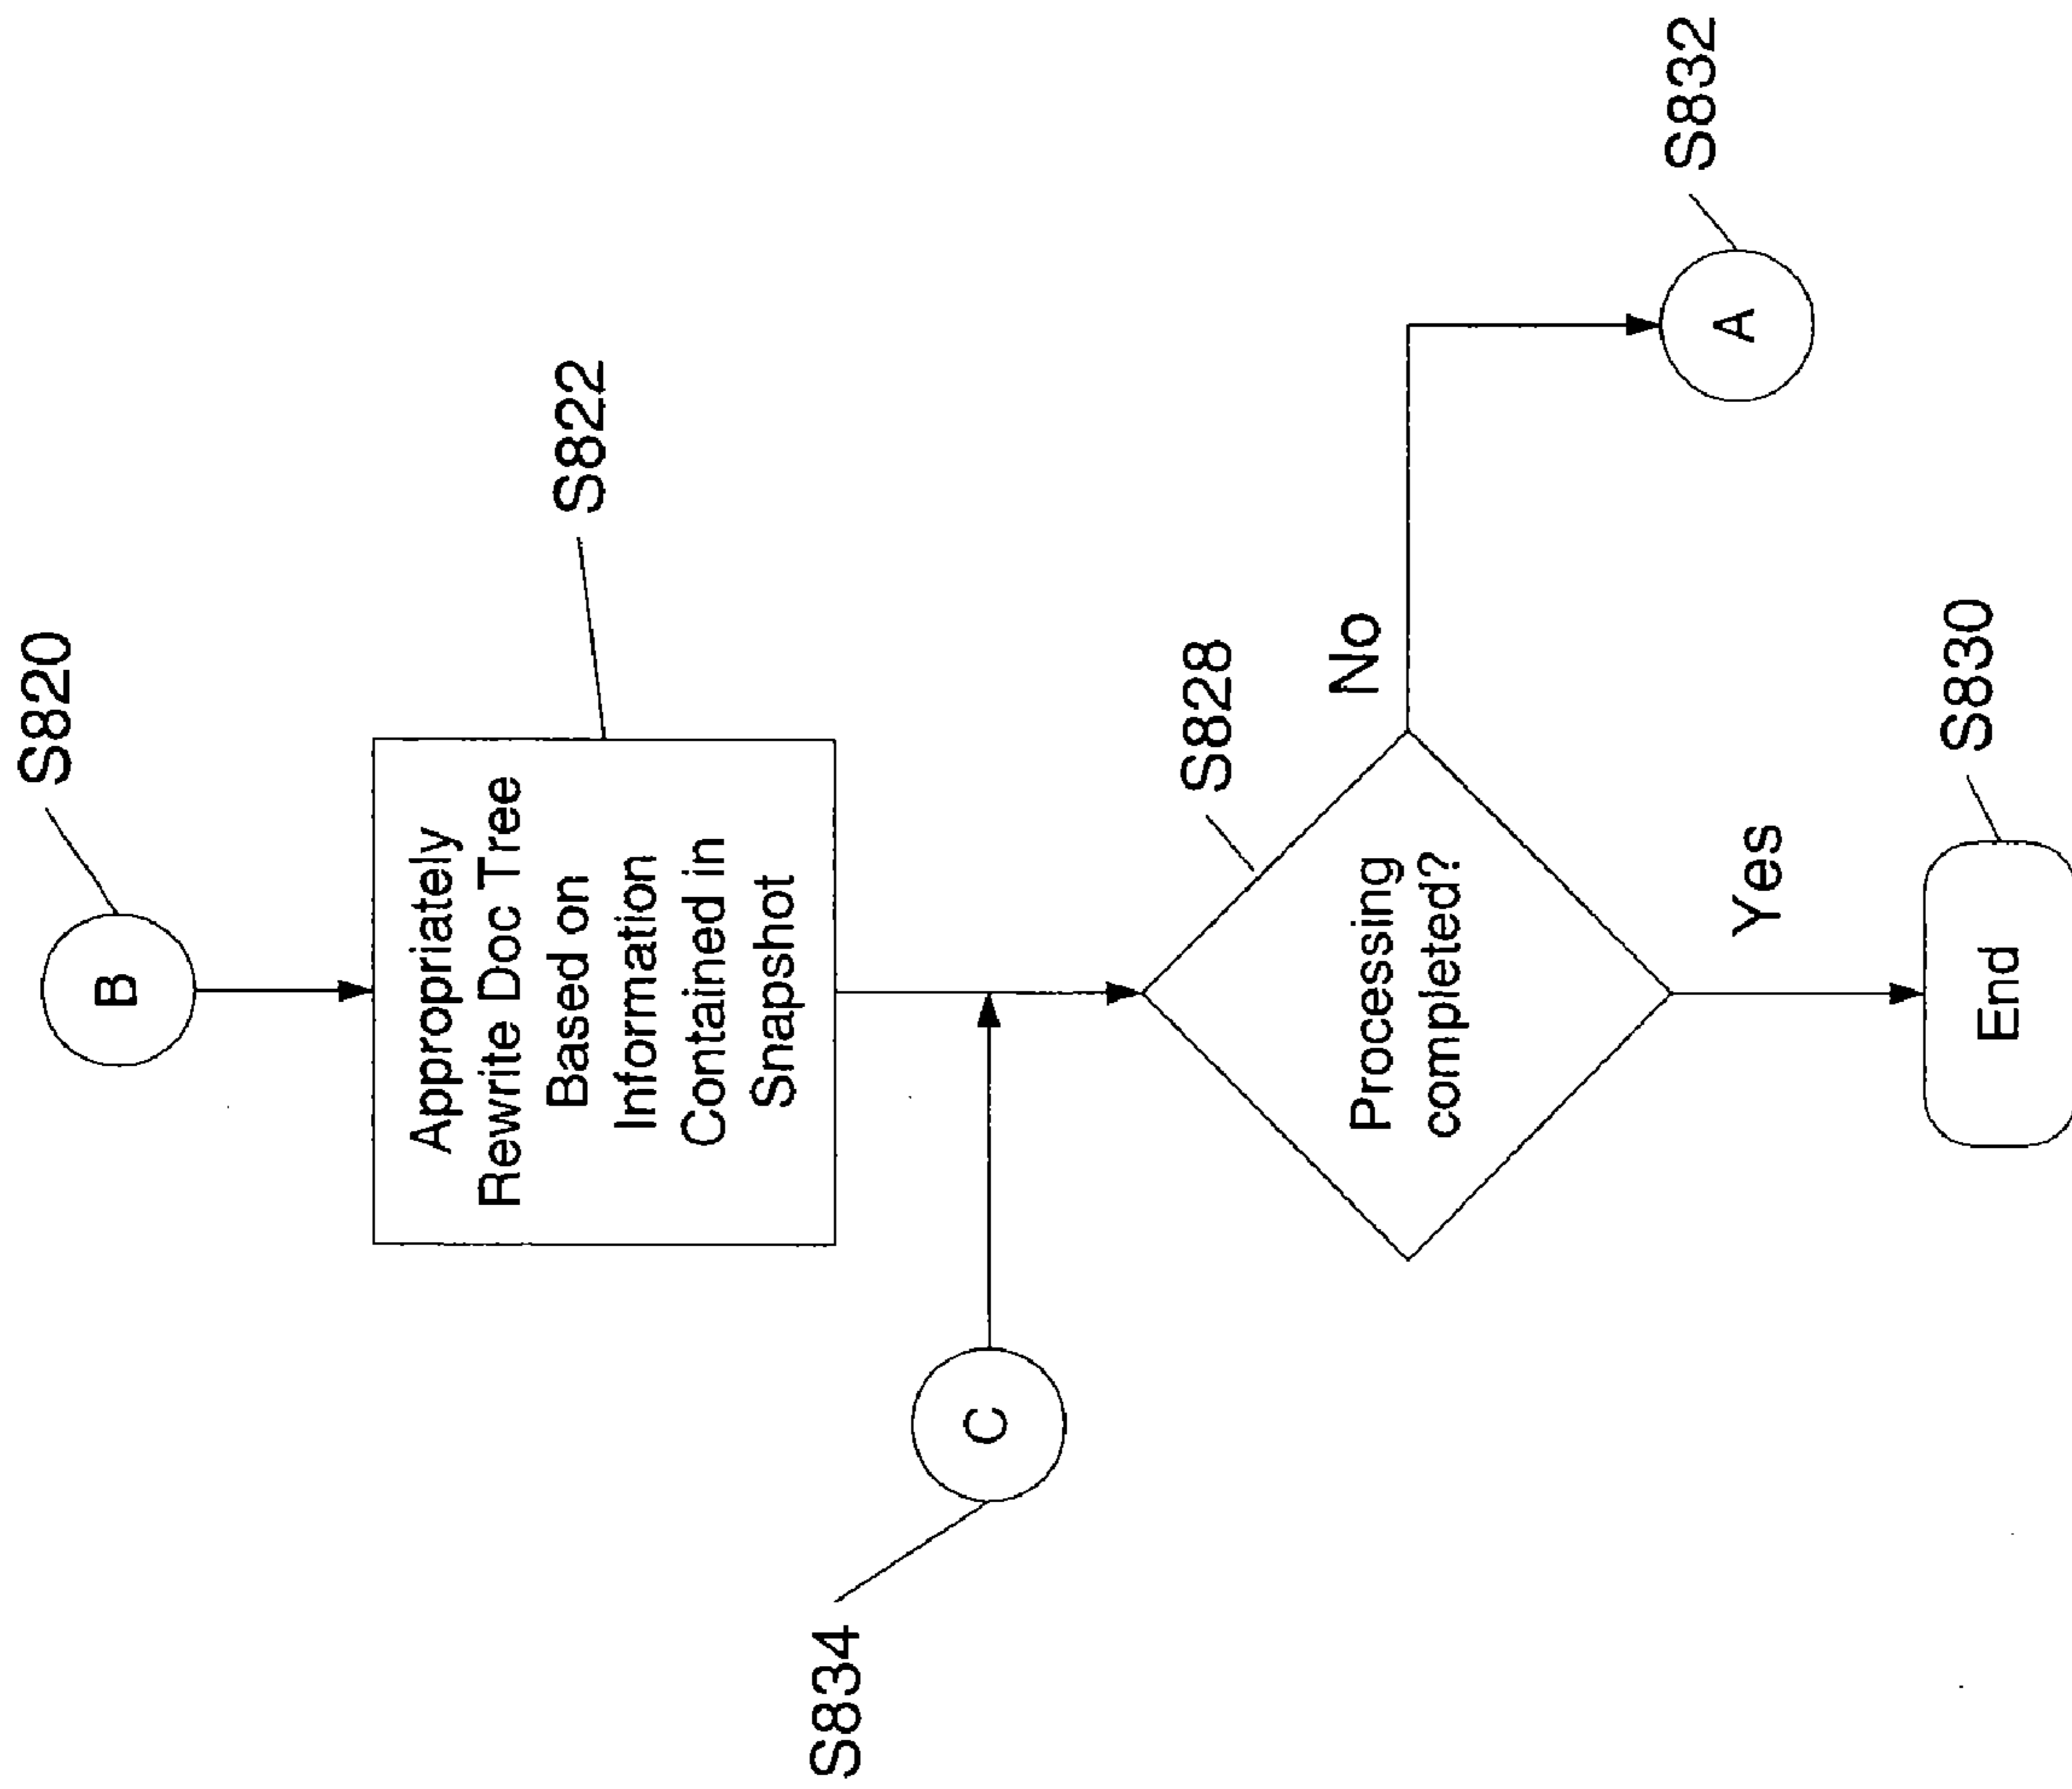 S820
B
S822
Appropriately
Rewrite Doc Tree
Based on
Information
Contained in
Snapshot
S834
C
S828
Processing
completed?
No
S832
A
Yes
S830
End